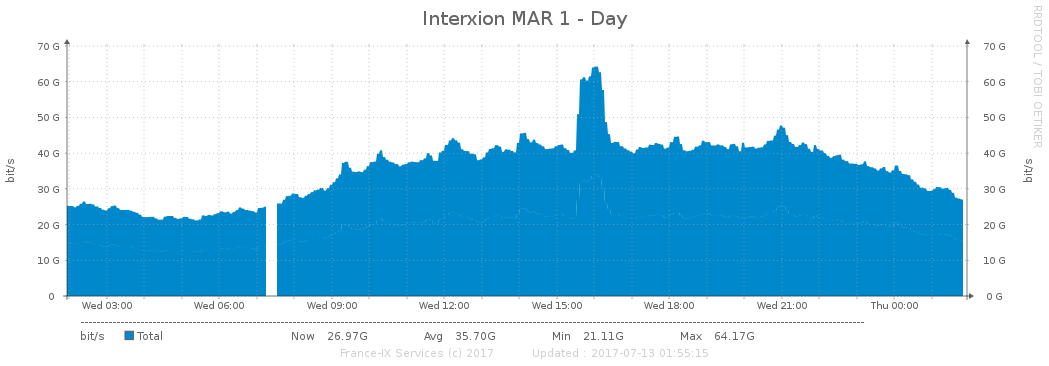 Interxion MAR 1 - Day
RRDTOOL / TOBI OETIKER
bit/s
70 G 70 G
60 G 60 G
50 G 50 G
40 G 40 G
30 G 30 G
20 G 20 G
10 G 10 G
0 0 G
bit/s
Wed 03:00 Wed 06:00 Wed 09:00 Wed 12:00 Wed 15:00 Wed 18:00 Wed 21:00 Thu 00:00
bit/s Total Now 26.97G Avg 35.70G Min 21.11G Max 64.17G
France-IX Services (c) 2017 Updated : 2017-07-13 01:55:15